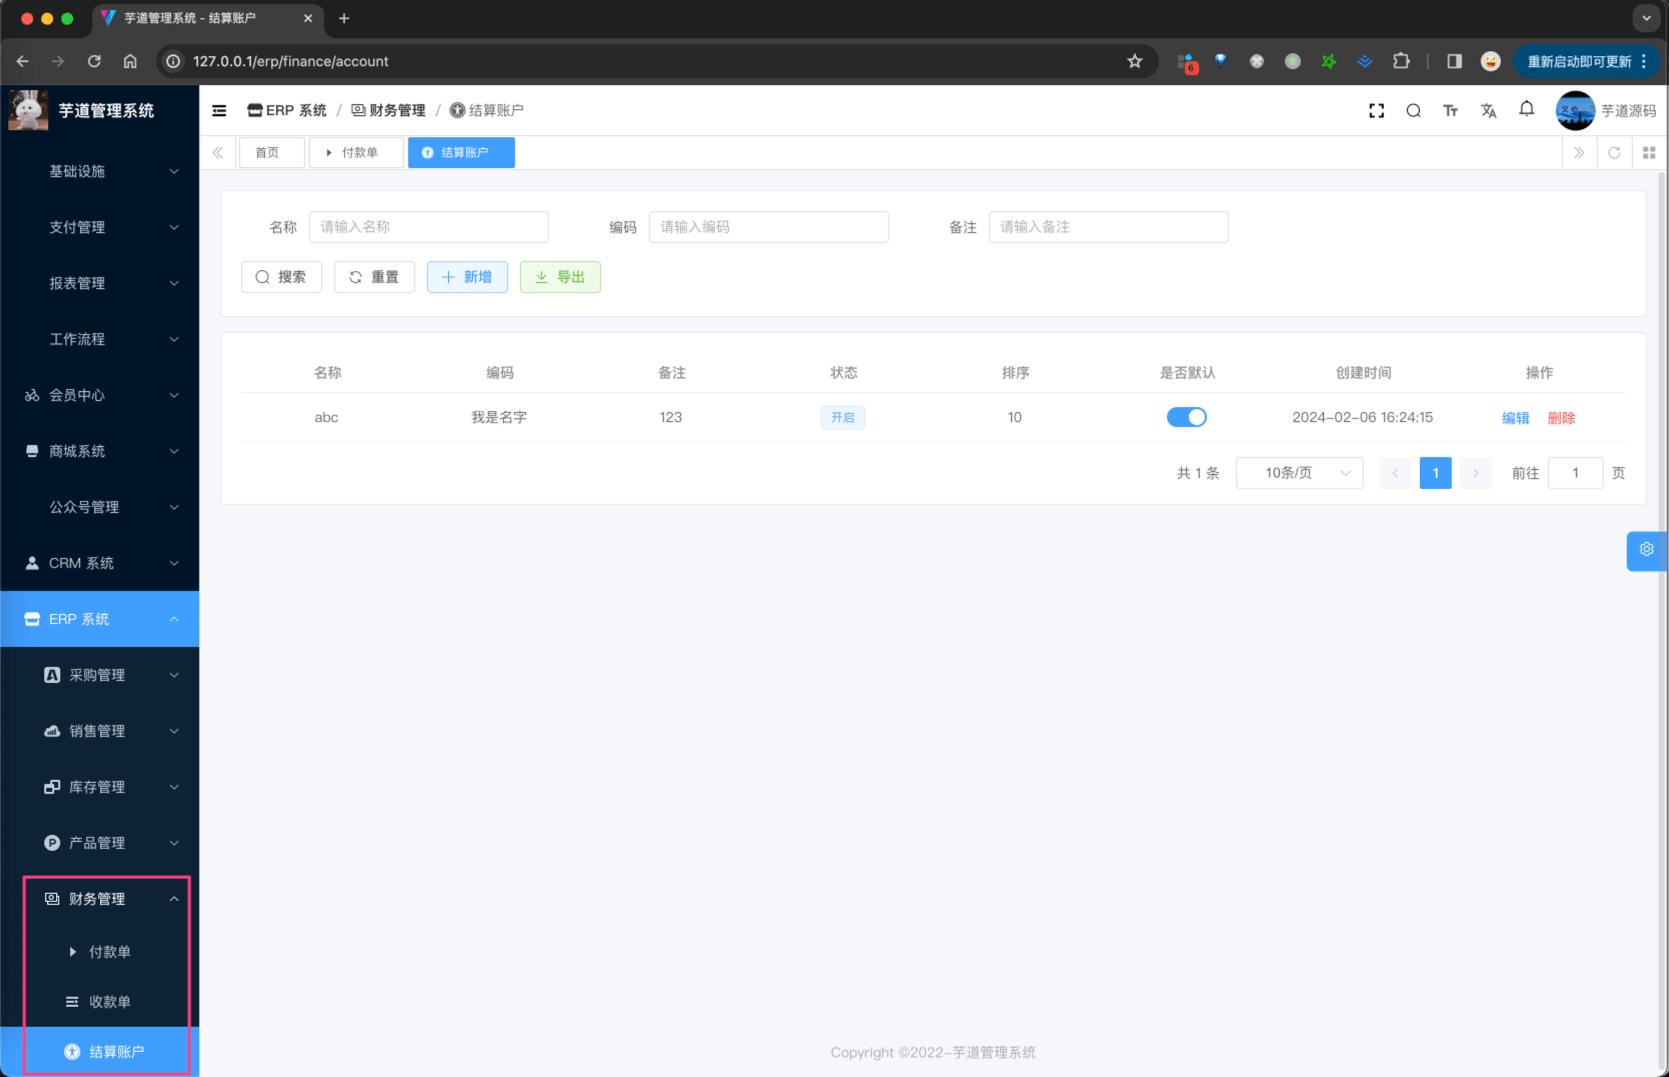 芋道管理系统 - 结算账户
127.0.0.1/erp/finance/account
6
重新启动即可更新
芋道管理系统
ERP 系统 / 财务管理 / 结算账户
芋道源码
首页
付款单
结算账户
基础设施
支付管理
报表管理
工作流程
会员中心
商城系统
公众号管理
CRM 系统
ERP 系统
采购管理
销售管理
库存管理
产品管理
财务管理
付款单
收款单
结算账户
名称 请输入名称 编码 请输入编码 备注 请输入备注
搜索 重置 新增 导出
名称 编码 备注 状态 排序 是否默认 创建时间 操作
abc 我是名字 123 开启 10 2024-02-06 16:24:15 编辑 删除
共 1 条 10条/页 1 前往 1 页
Copyright ©2022-芋道管理系统